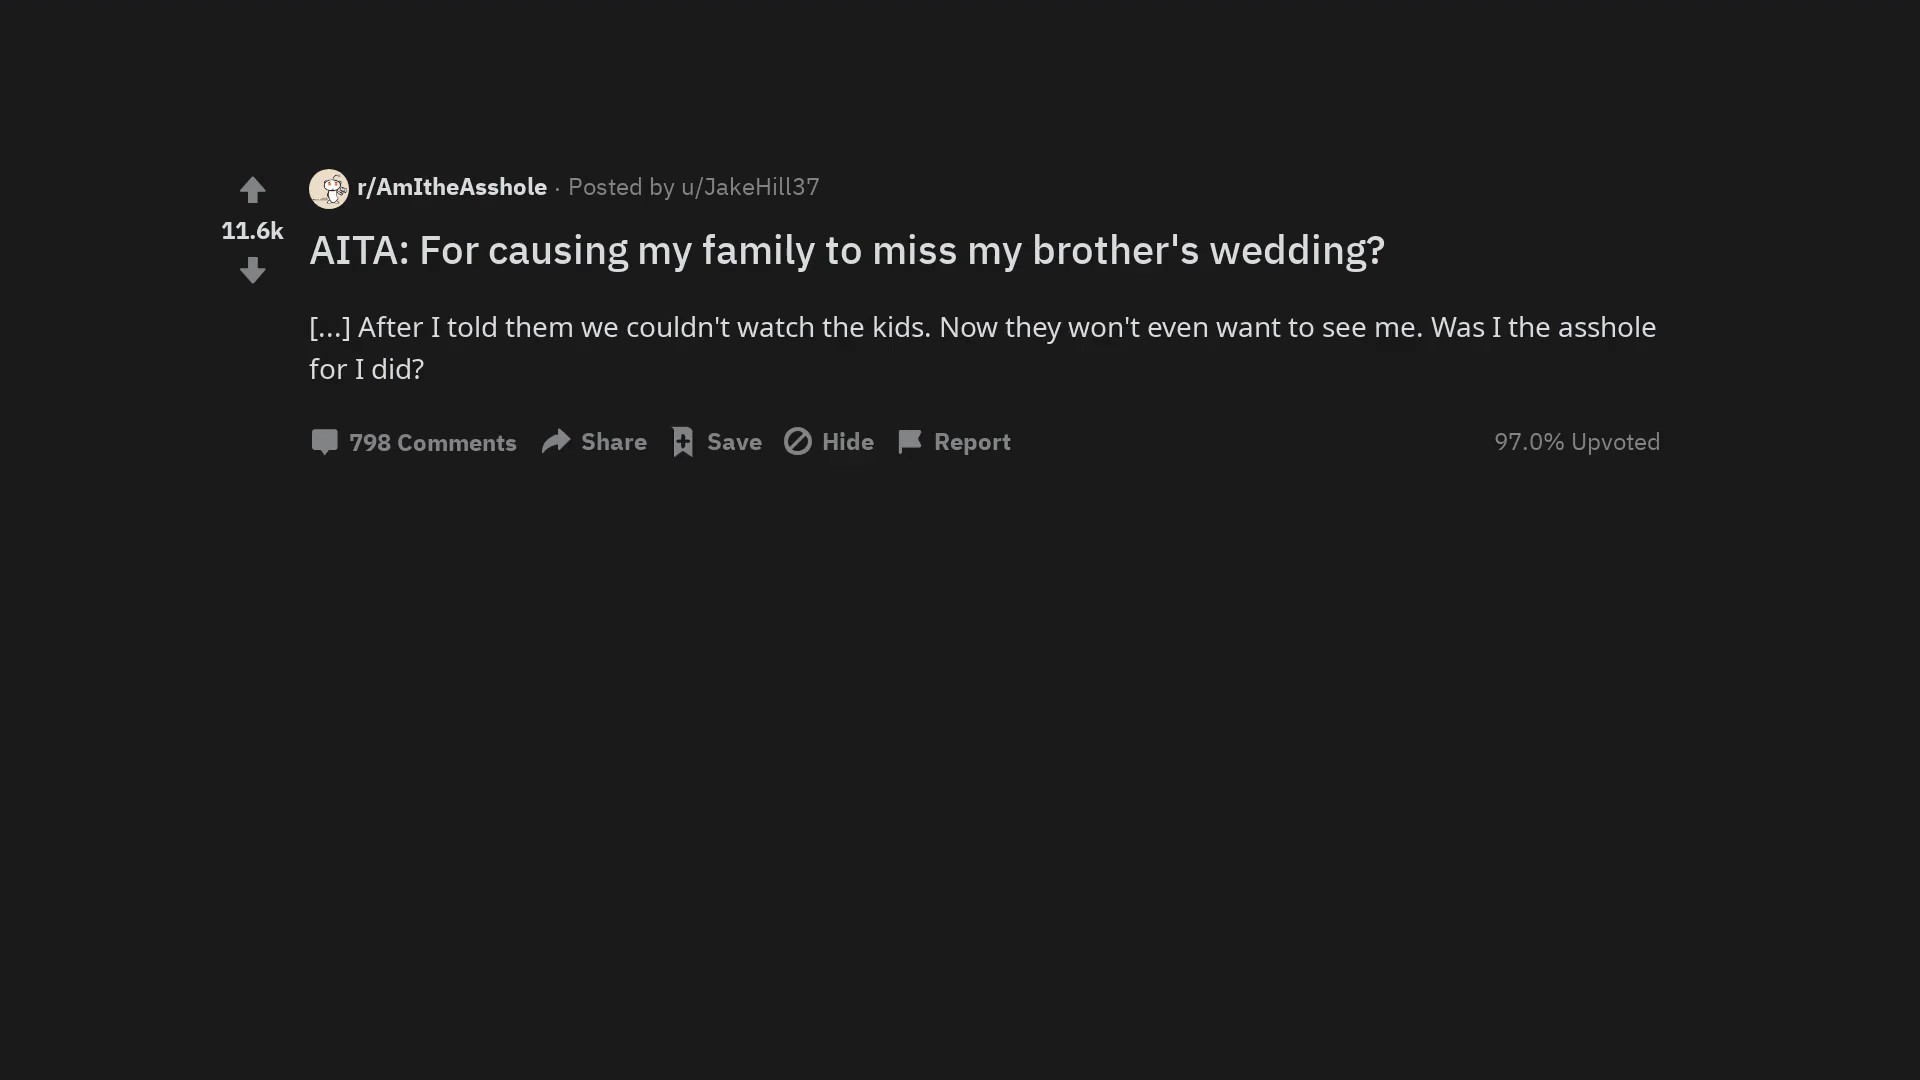 r/AmItheAsshole · Posted by u/JakeHill37
11.6k
AITA: For causing my family to miss my brother's wedding?
[...] After I told them we couldn't watch the kids. Now they won't even want to see me. Was I the asshole
for I did?
798 Comments Share Save Hide Report 97.0% Upvoted